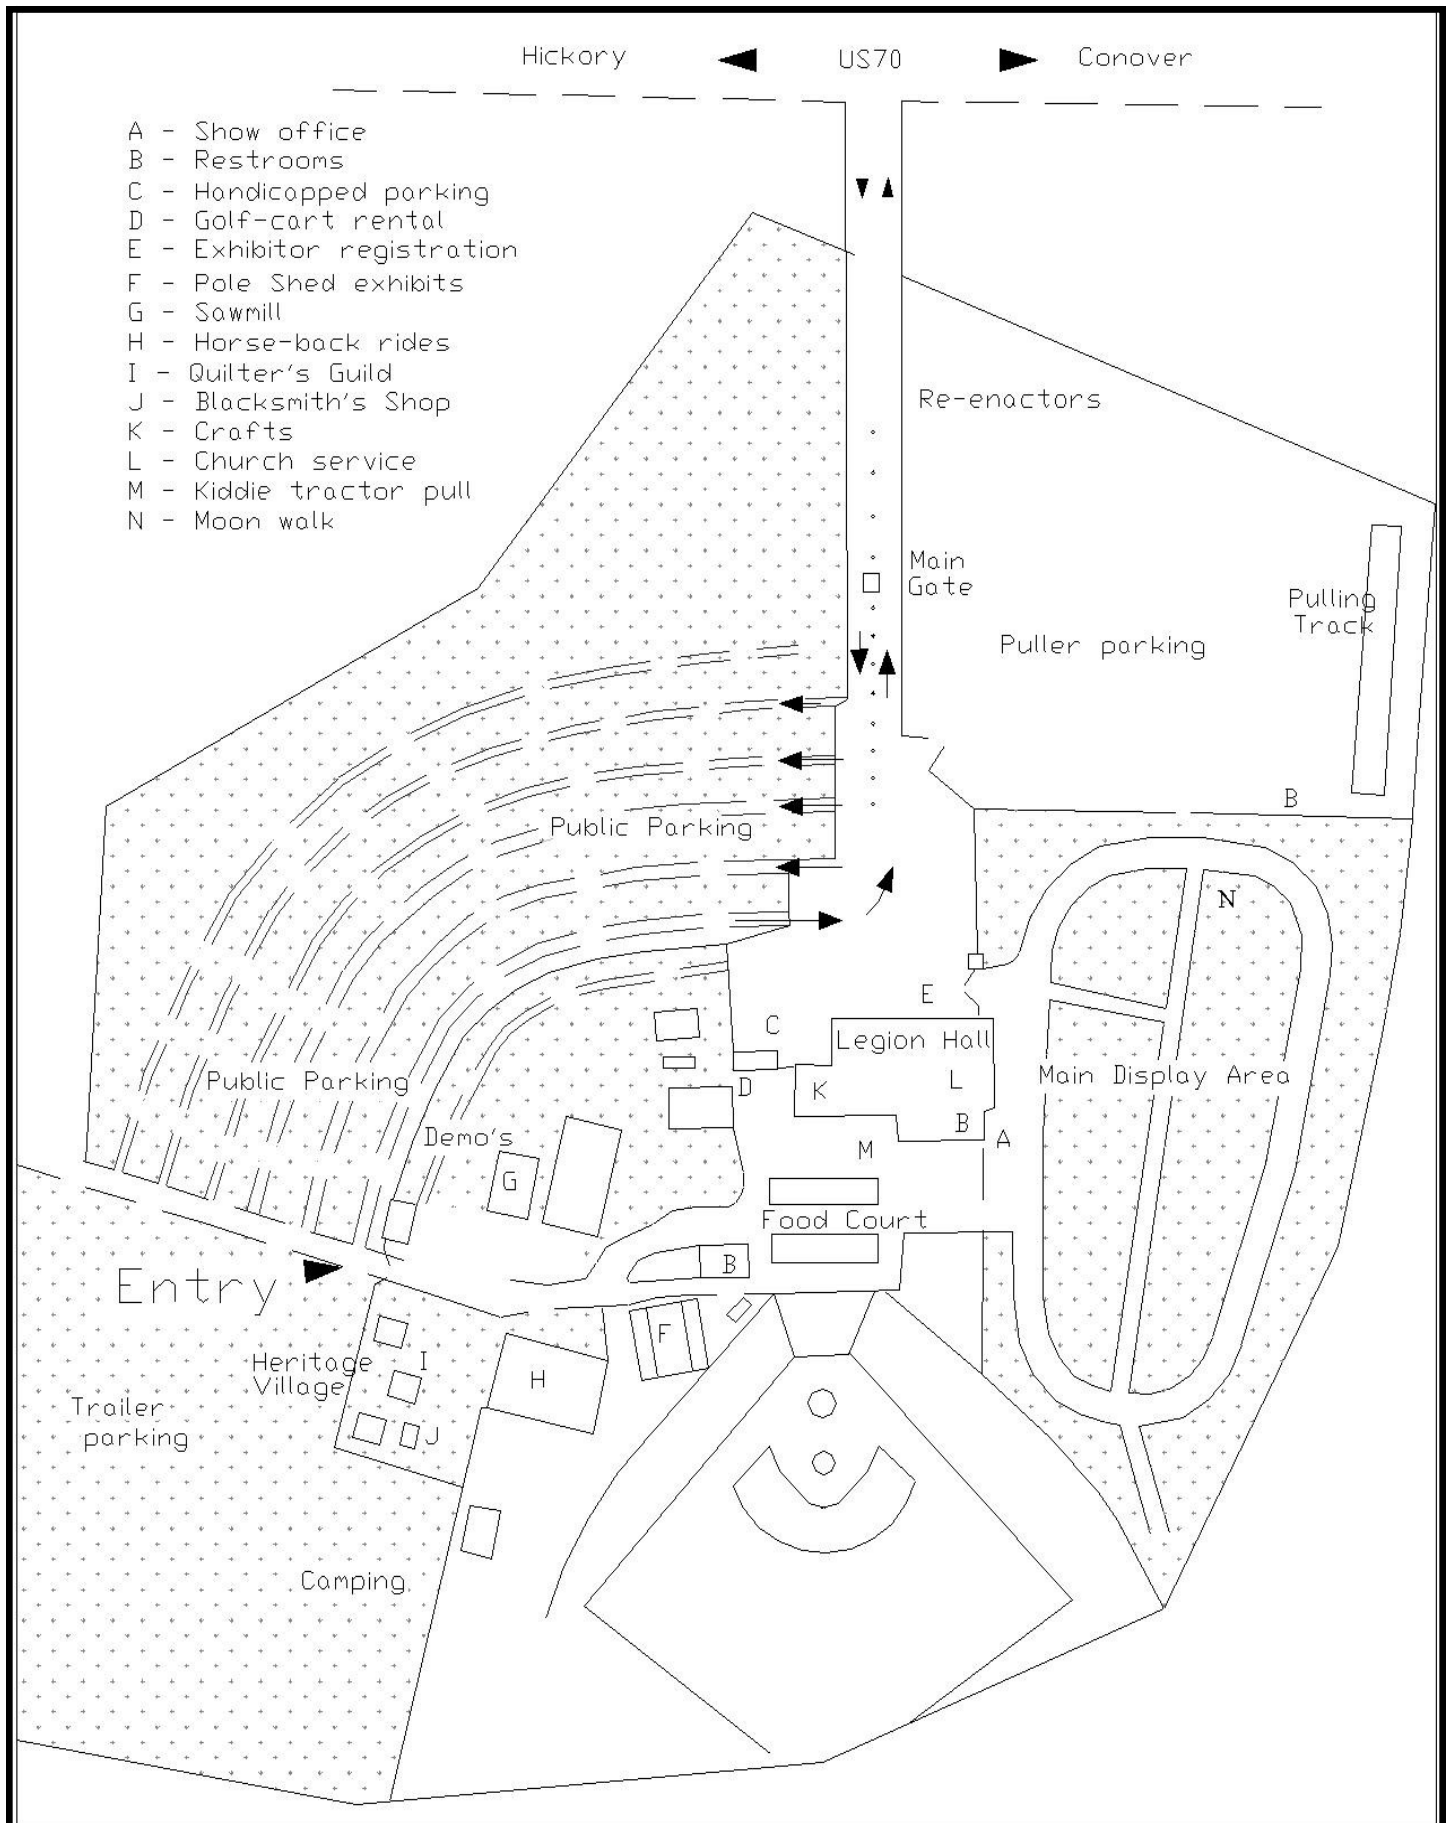 Hickory US70 Conover
A - Show office
B - Restrooms
C - Handicapped parking
D - Golf-cart rental
E - Exhibitor registration
F - Pole Shed exhibits
G - Sawmill
H - Horse-back rides
I - Quilter's Guild
J - Blacksmith's Shop
K - Crafts
L - Church service
M - Kiddie tractor pull
N - Moon walk
Re-enactors
Main
Gate
Pulling
Track
Puller parking
B
Public Parking
N
E
C
Legion Hall
Main Display Area
Public Parking
D
K
L
B
A
Demo's
M
G
Food Court
B
Entry
F
Heritage
Village
I
H
Trailer
parking
J
Camping